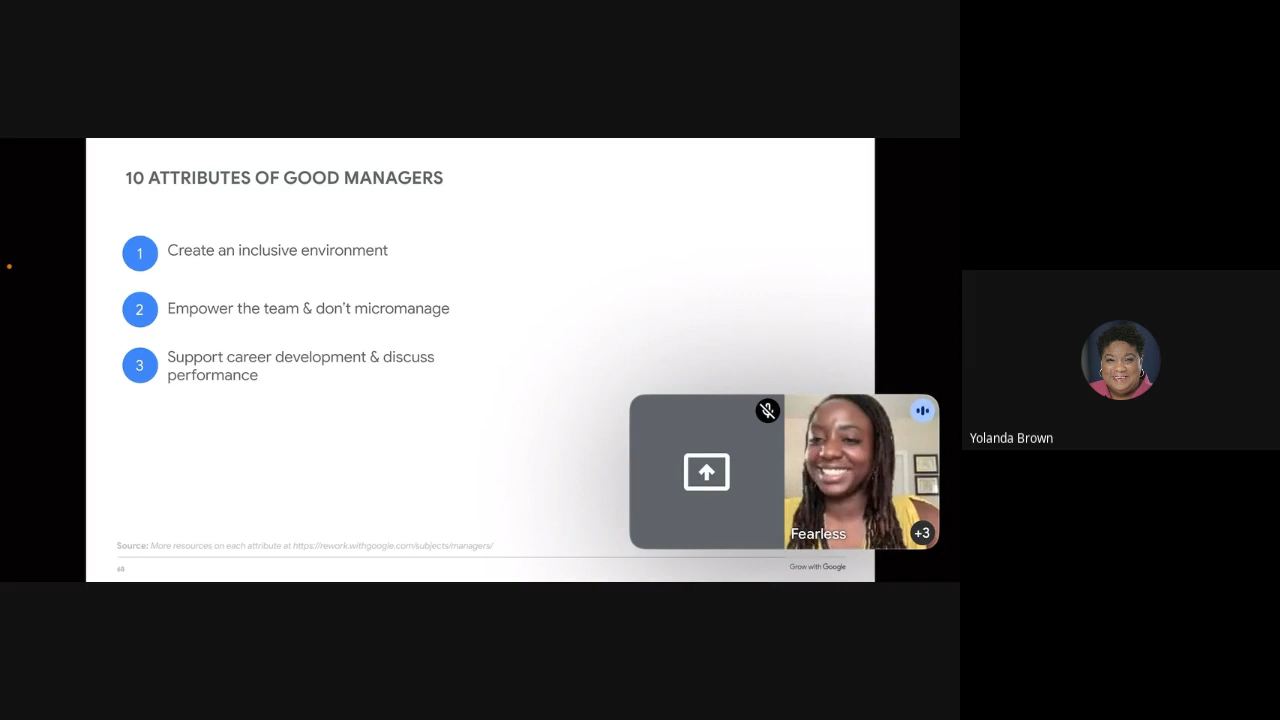 10 ATTRIBUTES OF GOOD MANAGERS
1 Create an inclusive environment
2 Empower the team & don't micromanage
3 Support career development & discuss
performance
Fearless
+3
Source: More resources on each attribute at https://rework.withgoogle.com/subjects/managers/
68
Grow with Google
Yolanda Brown